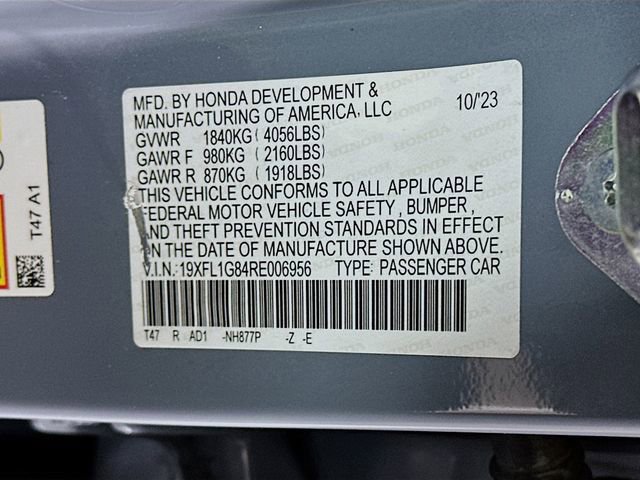 MFD. BY HONDA DEVELOPMENT &
MANUFACTURING OF AMERICA, LLC 10/'23
GVWR 1840KG ( 4056LBS)
GAWR F 980KG ( 2160LBS)
GAWR R 870KG ( 1918LBS)
THIS VEHICLE CONFORMS TO ALL APPLICABLE
FEDERAL MOTOR VEHICLE SAFETY , BUMPER ,
AND THEFT PREVENTION STANDARDS IN EFFECT
ON THE DATE OF MANUFACTURE SHOWN ABOVE.
V.I.N.: 19XFL1G84RE006956 TYPE: PASSENGER CAR
T47 R AD1 -NH877P -Z -E
T47 A1